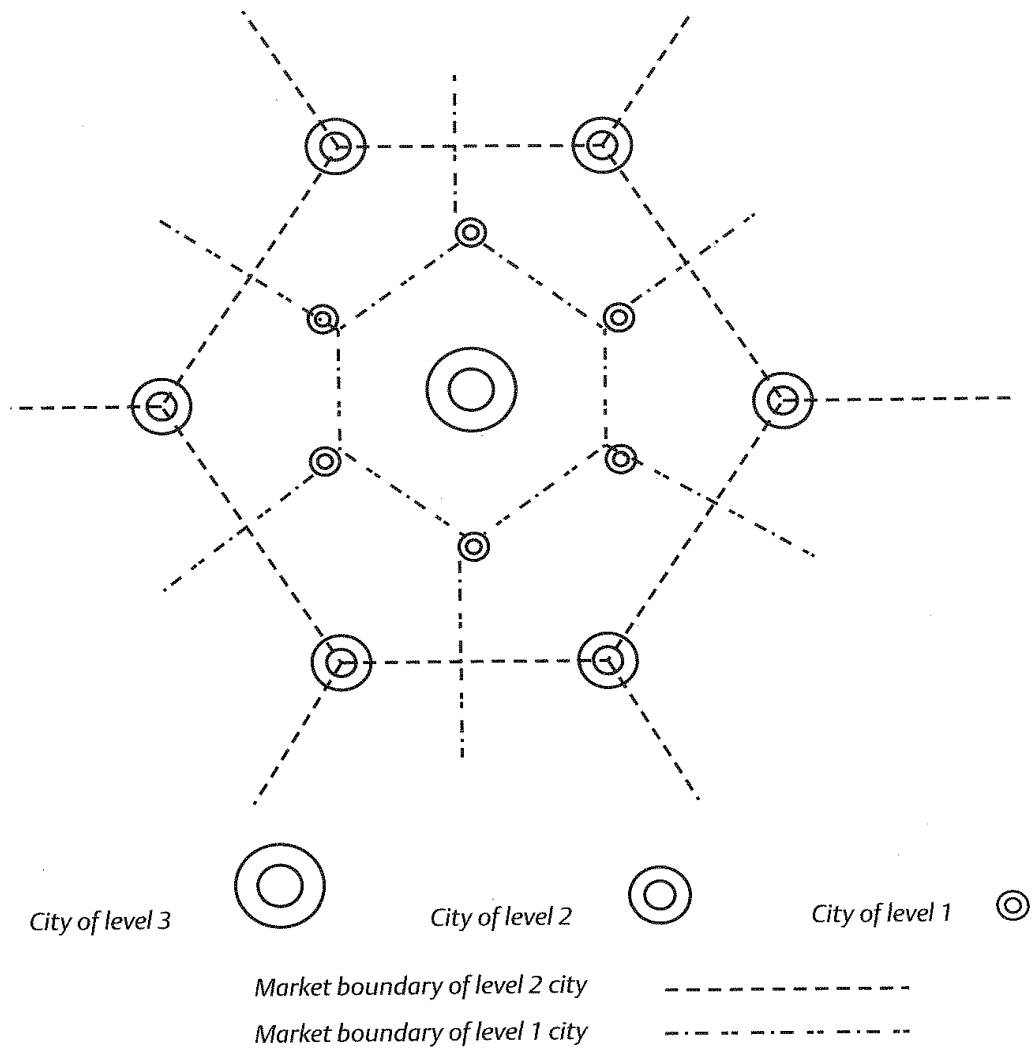 City of level 3
City of level 2
City of level 1
Market boundary of level 2 city
Market boundary of level 1 city